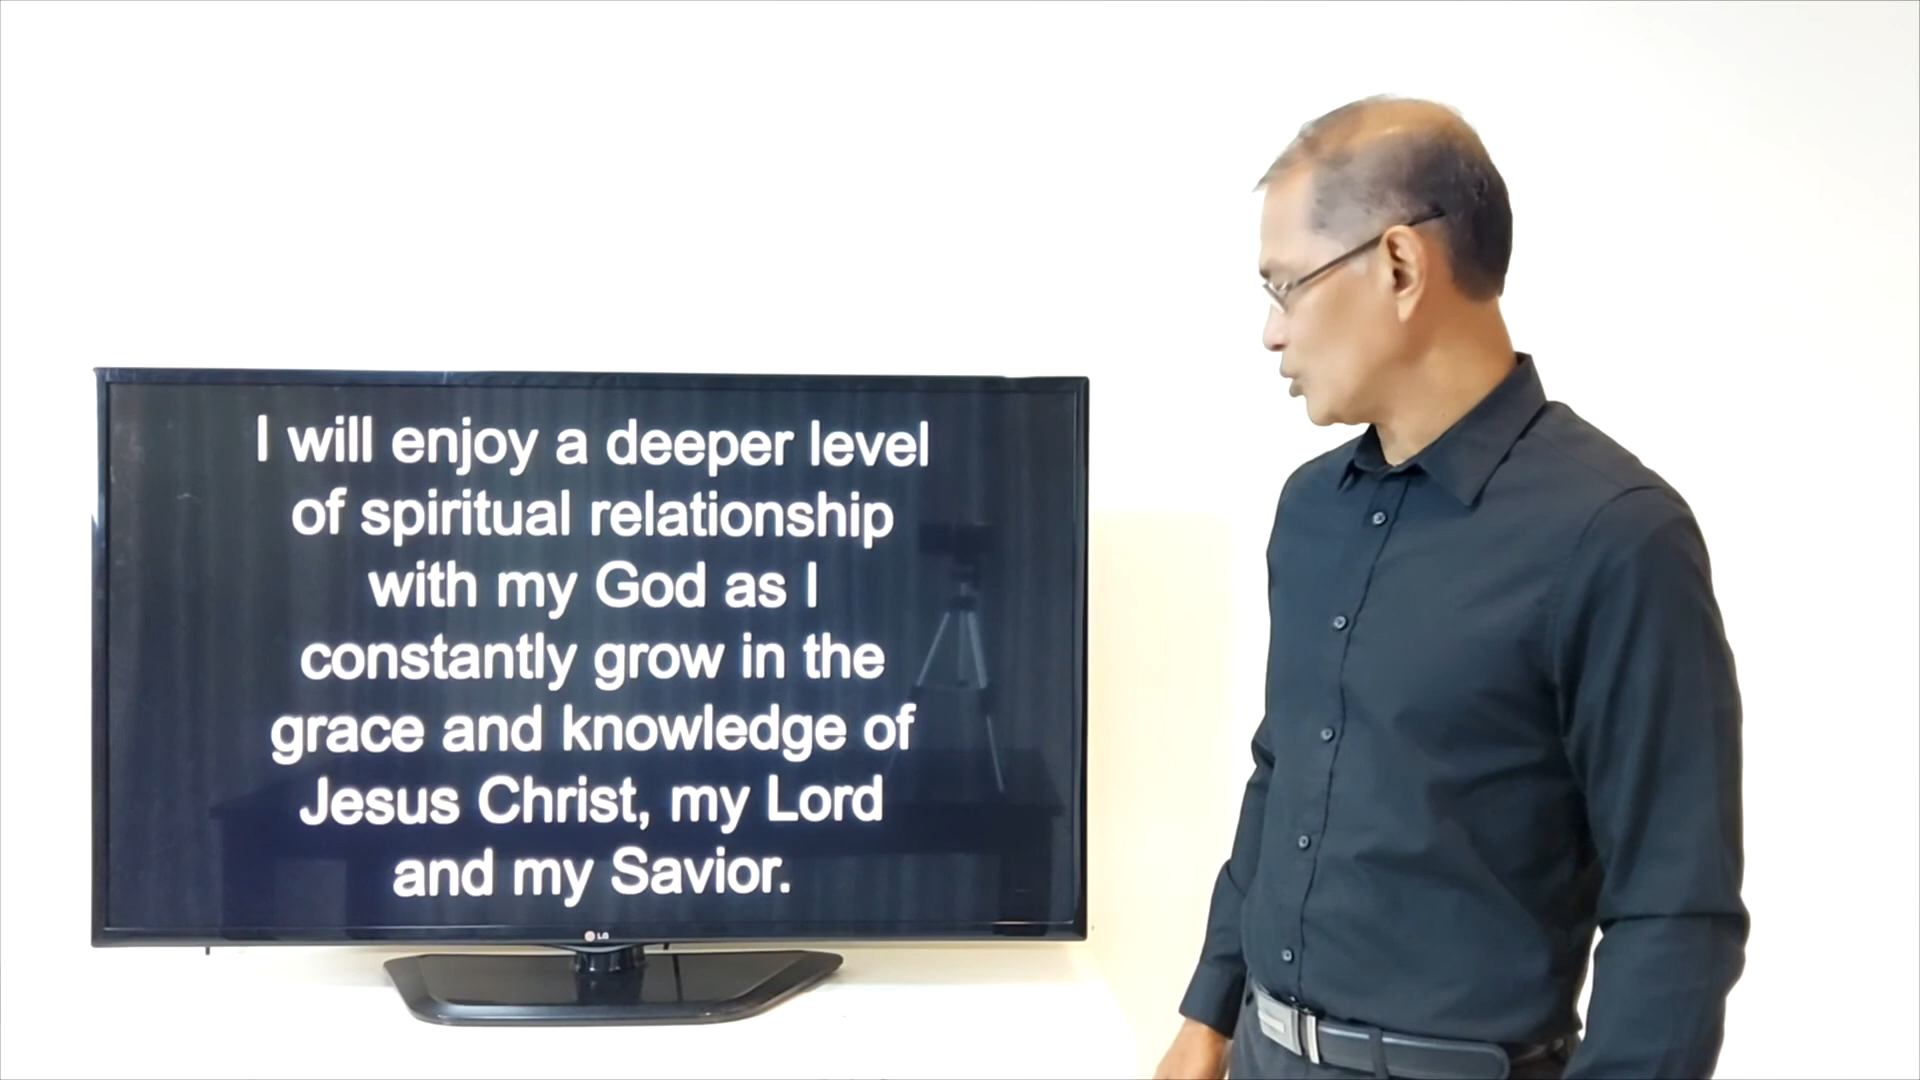 I will enjoy a deeper level
of spiritual relationship
with my God as I
constantly grow in the
grace and knowledge of
Jesus Christ, my Lord
and my Savior.
LG